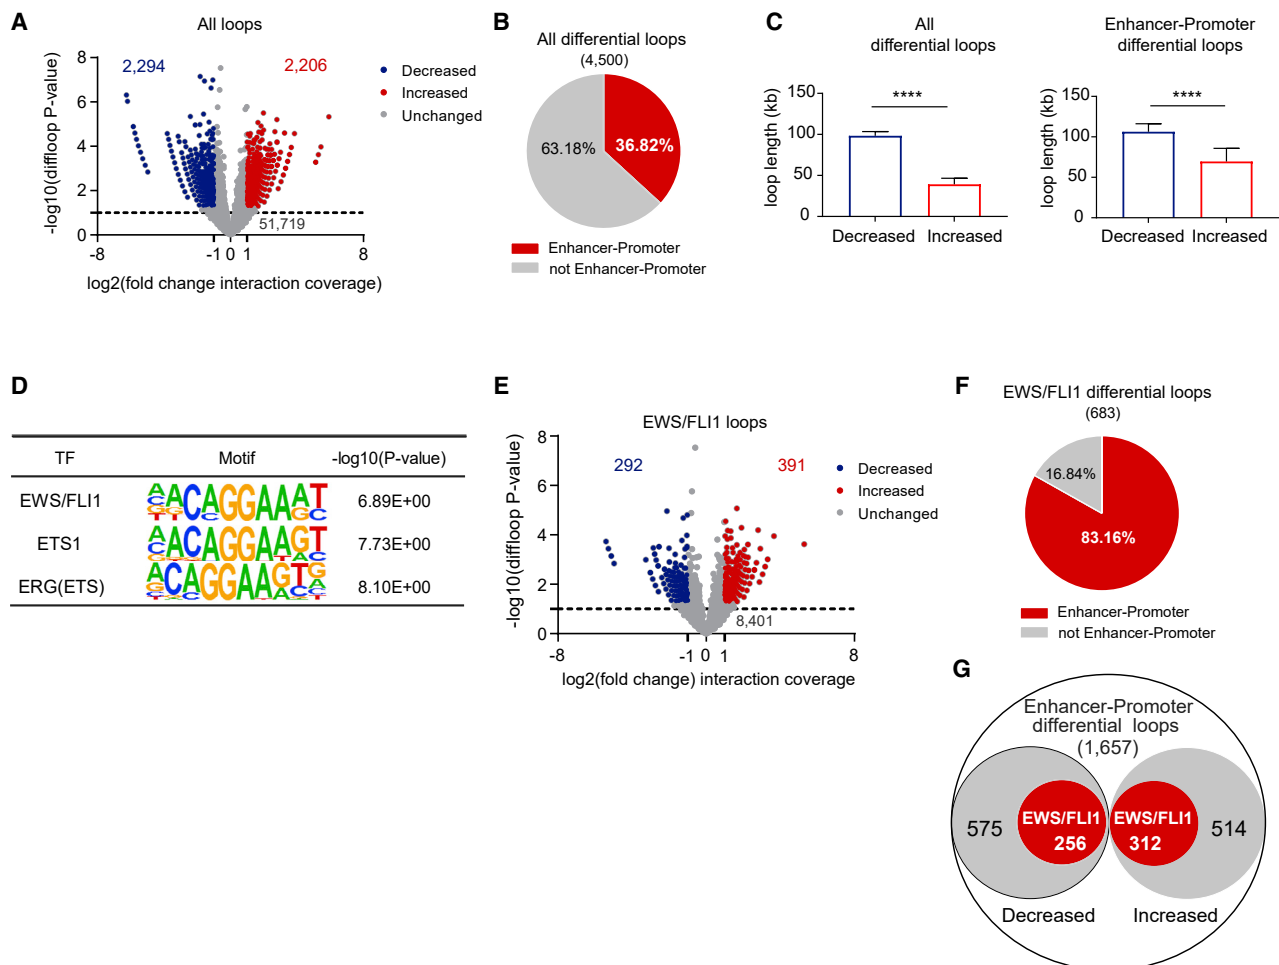 A
All loops
2,294
2,206
-log10(diffloop P-value)
8
6
4
2
0
51,719
-8
-1 0 1
8
log2(fold change interaction coverage)
Decreased
Increased
Unchanged
B
All differential loops
(4,500)
63.18%
36.82%
Enhancer-Promoter
not Enhancer-Promoter
C
All
differential loops
loop length (kb)
150
100
50
0
****
Decreased Increased
Enhancer-Promoter
differential loops
loop length (kb)
150
100
50
0
****
Decreased Increased
D
TF Motif -log10(P-value)
EWS/FLI1 6.89E+00
ETS1 7.73E+00
ERG(ETS) 8.10E+00
E
EWS/FLI1 loops
292
391
-log10(diffloop P-value)
8
6
4
2
0
8,401
-8
-1 0 1
8
log2(fold change) interaction coverage
Decreased
Increased
Unchanged
F
EWS/FLI1 differential loops
(683)
16.84%
83.16%
Enhancer-Promoter
not Enhancer-Promoter
G
Enhancer-Promoter
differential loops
(1,657)
575
EWS/FLI1
256
EWS/FLI1
312
514
Decreased
Increased